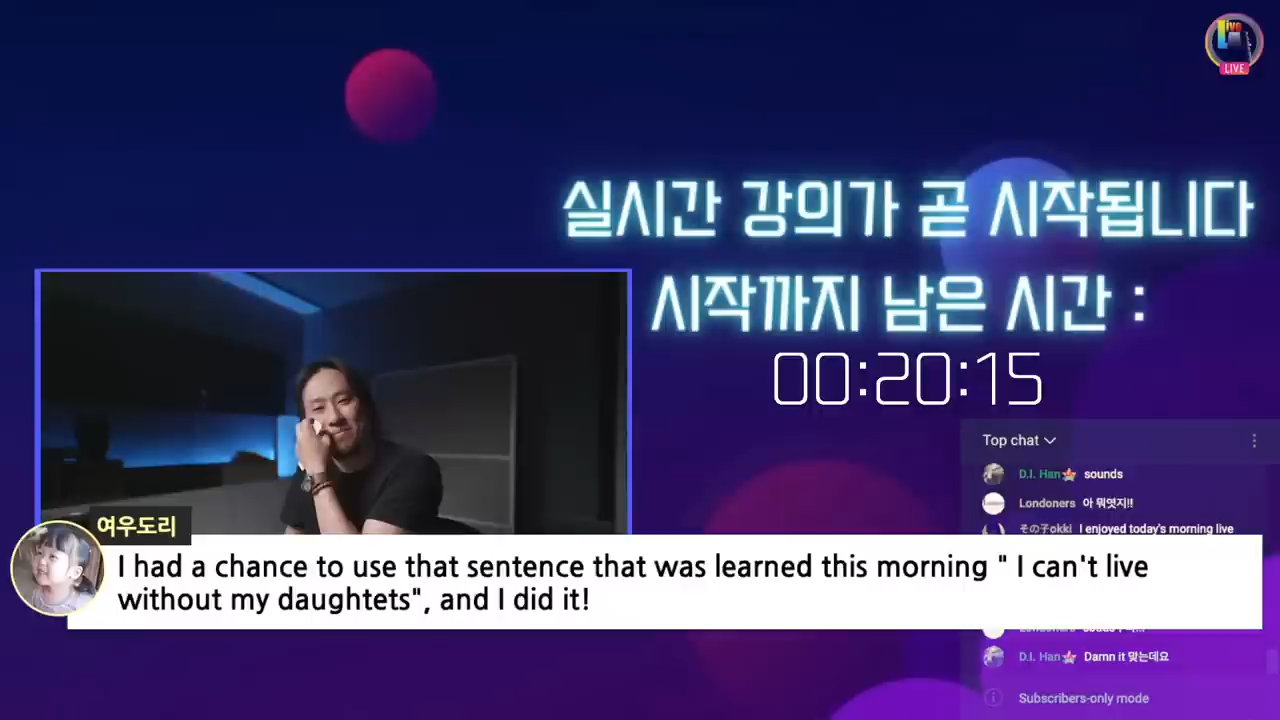 Live
LIVE
실시간 강의가 곧 시작됩니다
시작까지 남은 시간 :
00:20:15
Top chat
D.I. Han sounds
Londoners 아 뭐엿지!!
その子okki I enjoyed today's morning live
여우도리
I had a chance to use that sentence that was learned this morning " I can't live
without my daughtets", and I did it!
Londoners
D.I. Han Damn it 맞는데요
Subscribers-only mode